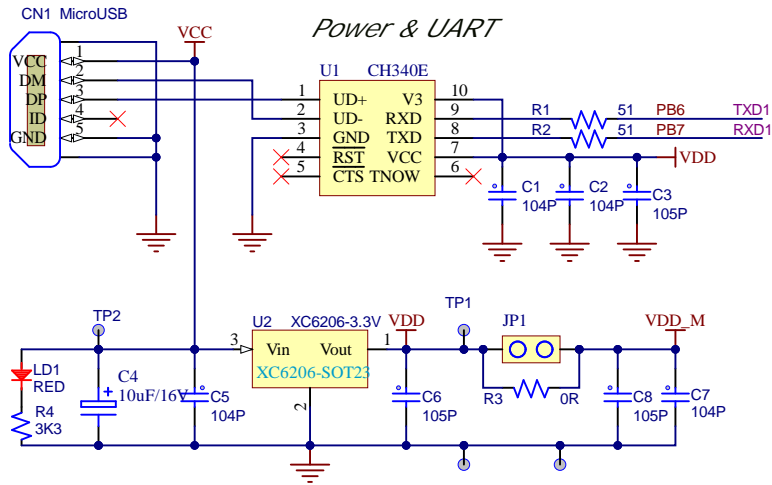 CN1 MicroUSB
VCC
Power & UART
VCC 1
DM 2
DP 3
ID 4
GND 5
U1 CH340E
1 UD+ V3 10
2 UD- RXD 9
3 GND TXD 8
4 RST VCC 7
5 CTS TNOW 6
R1 51 PB6 TXD1
R2 51 PB7 RXD1
VDD
C1
104P
C2
104P
C3
105P
TP2
U2 XC6206-3.3V
3 Vin Vout 1
XC6206-SOT23
2
VDD
TP1
JP1
VDD_M
LD1
RED
R4
3K3
C4
+
10uF/16V
C5
104P
C6
105P
R3 0R
C8
105P
C7
104P